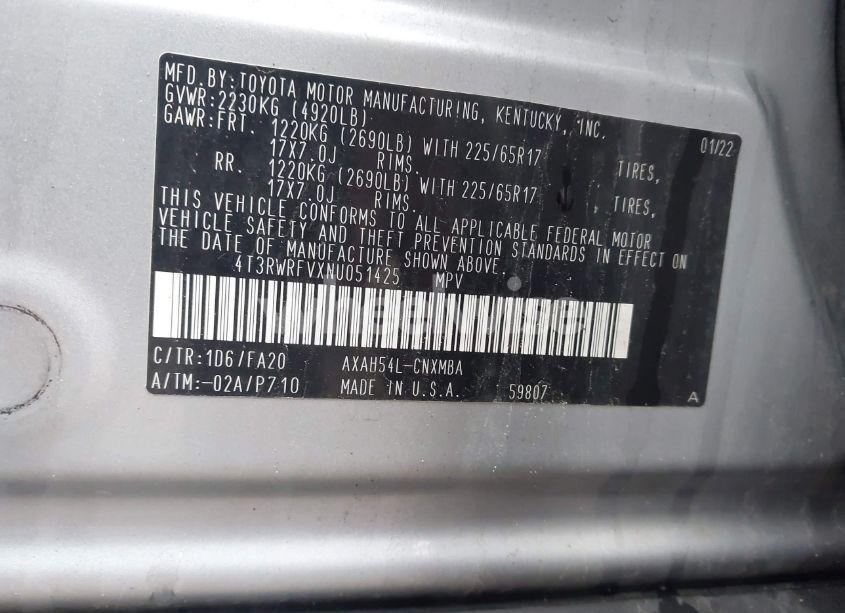 MFD.BY:TOYOTA MOTOR MANUFACTURING, KENTUCKY, INC.
GVWR:2230KG (4920LB) 01/22
GAWR:FRT. 1220KG (2690LB) WITH 225/65R17 TIRES,
17X7.0J RIMS.
RR. 1220KG (2690LB) WITH 225/65R17 , TIRES,
17X7.0J RIMS.
THIS VEHICLE CONFORMS TO ALL APPLICABLE FEDERAL MOTOR
VEHICLE SAFETY AND THEFT PREVENTION STANDARDS IN EFFECT ON
THE DATE OF MANUFACTURE SHOWN ABOVE.
4T3RWRFVXNU051425 MPV
C/TR:1D6/FA20 AXAH54L-CNXMBA
A/TM:-02A/P710 MADE IN U.S.A. 59807 A